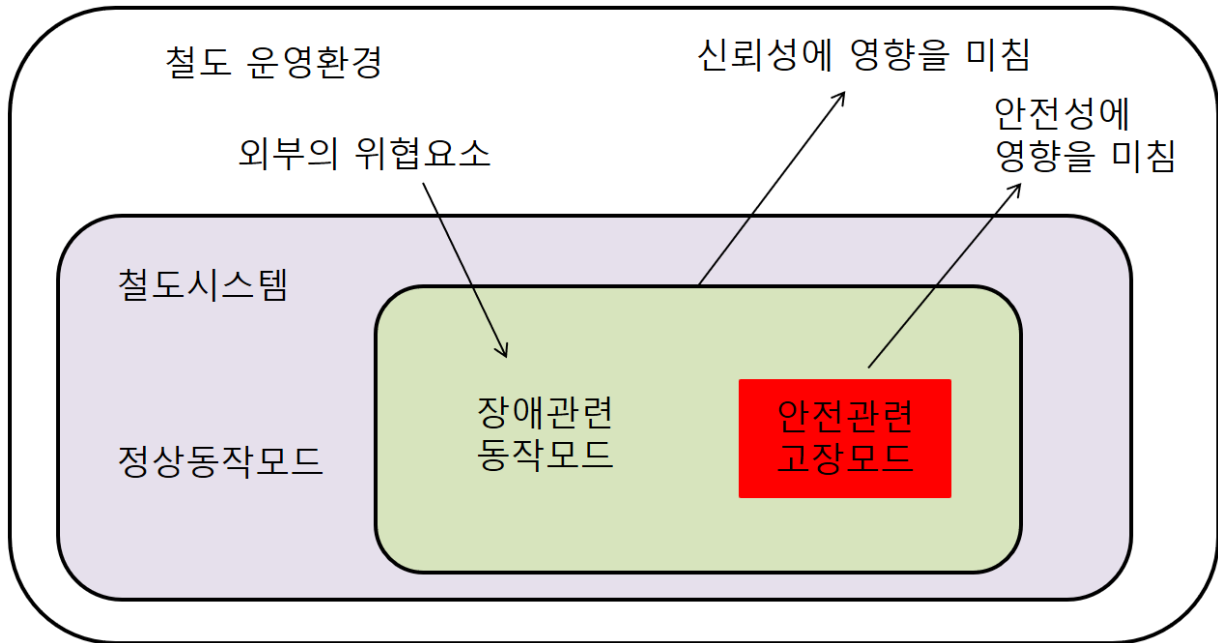 철도 운영환경
신뢰성에 영향을 미침
안전성에
영향을 미침
외부의 위협요소
철도시스템
정상동작모드
장애관련
동작모드
안전관련
고장모드